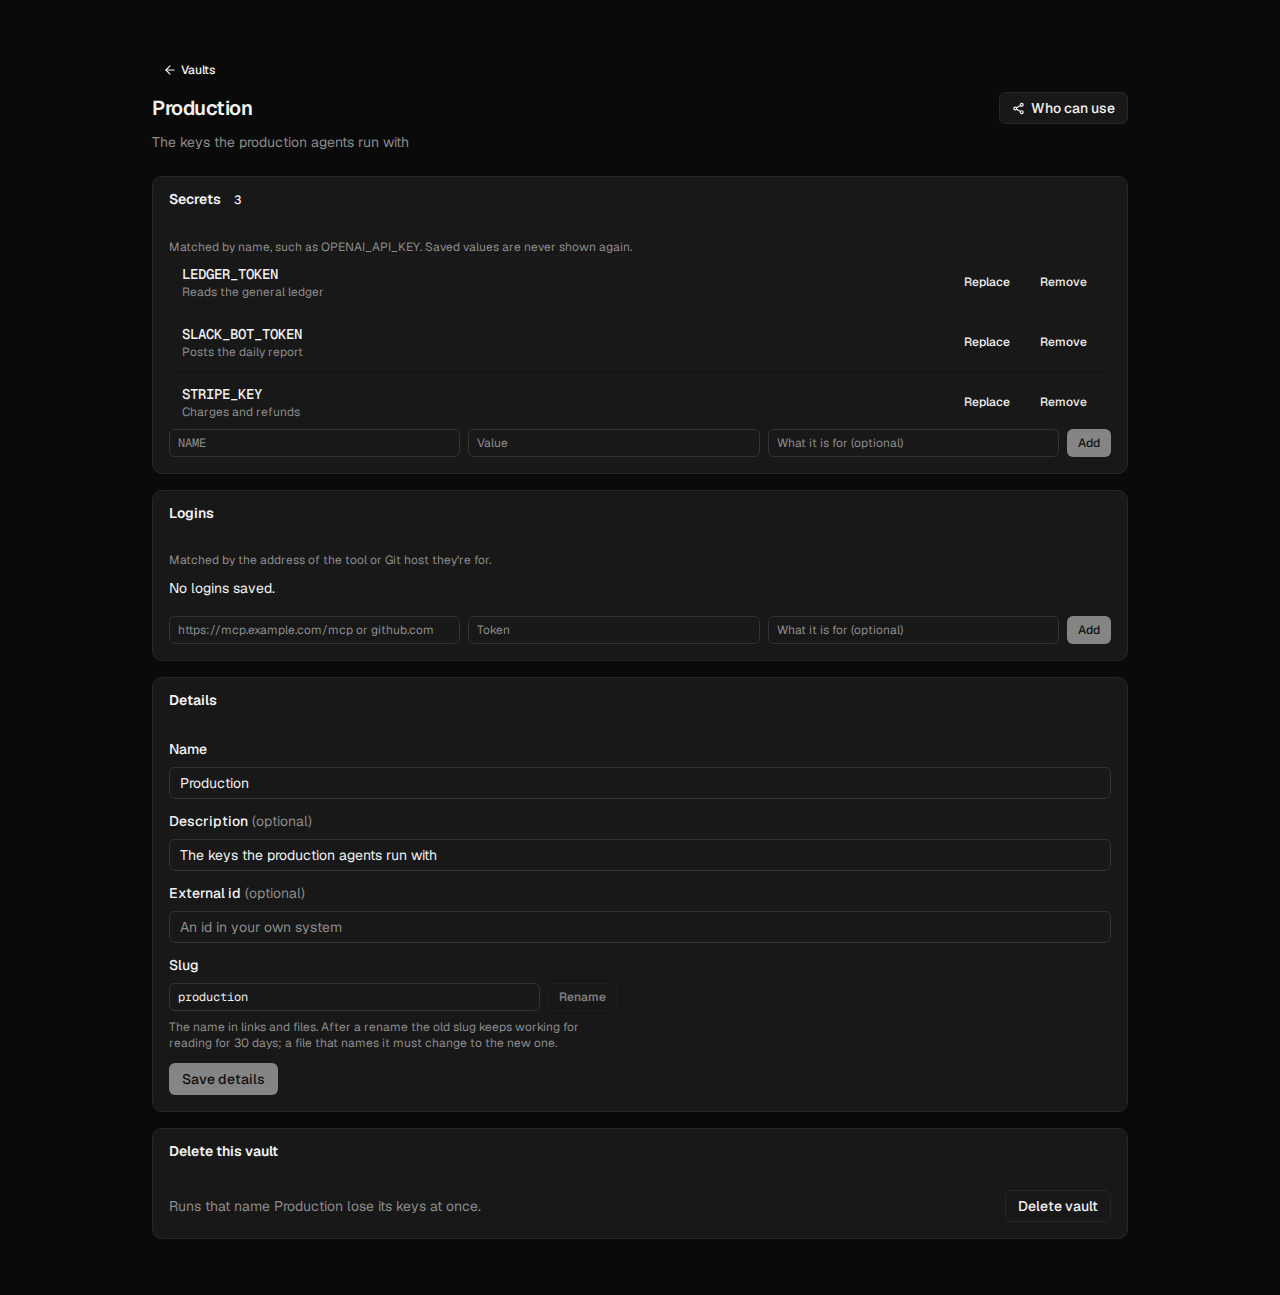 Vaults
Production
Who can use
The keys the production agents run with
Secrets 3
Matched by name, such as OPENAI_API_KEY. Saved values are never shown again.
LEDGER_TOKEN
Reads the general ledger
Replace Remove
SLACK_BOT_TOKEN
Posts the daily report
Replace Remove
STRIPE_KEY
Charges and refunds
Replace Remove
NAME Value What it is for (optional) Add
Logins
Matched by the address of the tool or Git host they're for.
No logins saved.
https://mcp.example.com/mcp or github.com Token What it is for (optional) Add
Details
Name
Production
Description (optional)
The keys the production agents run with
External id (optional)
An id in your own system
Slug
production Rename
The name in links and files. After a rename the old slug keeps working for
reading for 30 days; a file that names it must change to the new one.
Save details
Delete this vault
Runs that name Production lose its keys at once.
Delete vault